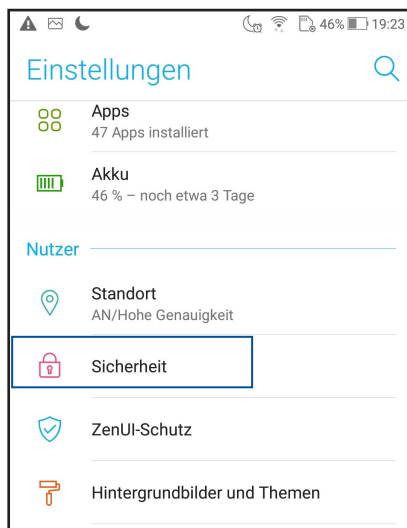 46% 19:23
Einstellungen
Apps
47 Apps installiert
Akku
46 % – noch etwa 3 Tage
Nutzer
Standort
AN/Hohe Genauigkeit
Sicherheit
ZenUI-Schutz
Hintergrundbilder und Themen